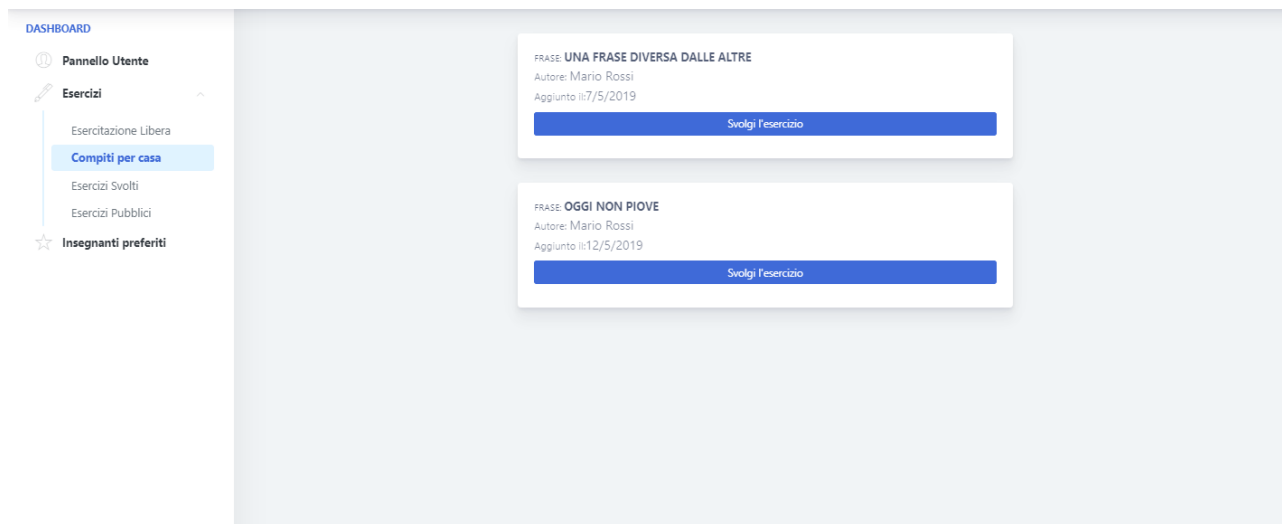 DASHBOARD
Pannello Utente
Esercizi
Esercitazione Libera
Compiti per casa
Esercizi Svolti
Esercizi Pubblici
Insegnanti preferiti
FRASE: UNA FRASE DIVERSA DALLE ALTRE
Autore: Mario Rossi
Aggiunto il:7/5/2019
Svolgi l'esercizio
FRASE: OGGI NON PIOVE
Autore: Mario Rossi
Aggiunto il:12/5/2019
Svolgi l'esercizio